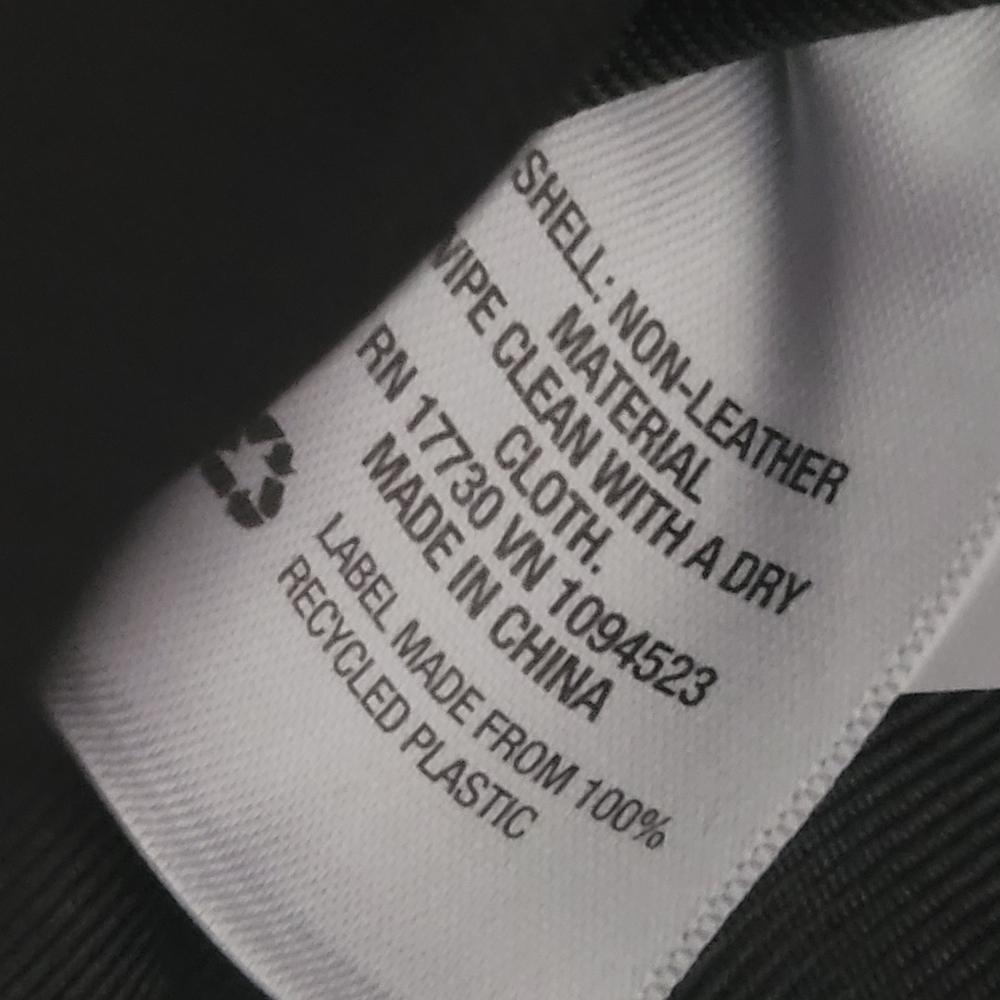 SHELL: NON-LEATHER
MATERIAL
WIPE CLEAN WITH A DRY
CLOTH.
RN 17730 VN 1094523
MADE IN CHINA
LABEL MADE FROM 100%
RECYCLED PLASTIC